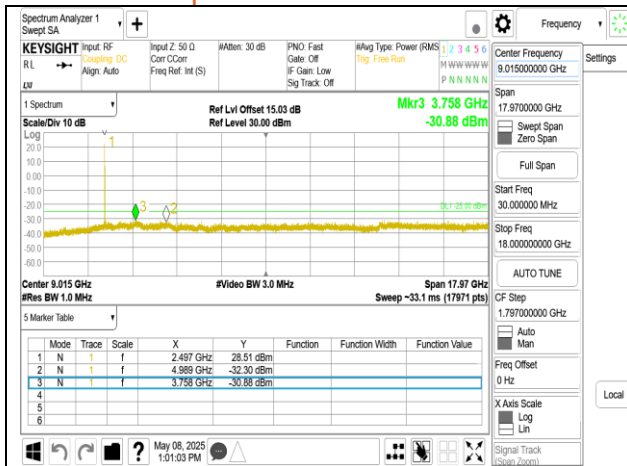 Spectrum Analyzer 1
Swept SA
Frequency
KEYSIGHT
RL
Input: RF
Coupling: DC
Align: Auto
Input Z: 50 Ω
Corr CCorr
Freq Ref: Int (S)
#Atten: 30 dB
PNO: Fast
Gate: Off
IF Gain: Low
Sig Track: Off
#Avg Type: Power (RMS
Trig: Free Run
1 2 3 4 5 6
M W W W W W
P N N N N N
Center Frequency
9.015000000 GHz
Settings
Span
17.9700000 GHz
Swept Span
Zero Span
Full Span
Start Freq
30.000000 MHz
Stop Freq
18.000000000 GHz
AUTO TUNE
CF Step
1.797000000 GHz
Auto
Man
Freq Offset
0 Hz
X Axis Scale
Log
Lin
Local
Signal Track
(Span Zoom)
1 Spectrum
Scale/Div 10 dB
Ref Lvl Offset 15.03 dB
Ref Level 30.00 dBm
Mkr3 3.758 GHz
-30.88 dBm
Log
20.0
10.0
0.00
-10.0
-20.0
-30.0
-40.0
-50.0
-60.0
1
3
2
DL1 -25.00 dBm
Center 9.015 GHz
#Res BW 1.0 MHz
#Video BW 3.0 MHz
Span 17.97 GHz
Sweep ~33.1 ms (17971 pts)
5 Marker Table
Mode Trace Scale X Y Function Function Width Function Value
1 N 1 f 2.497 GHz 28.51 dBm
2 N 1 f 4.989 GHz -32.30 dBm
3 N 1 f 3.758 GHz -30.88 dBm
4
5
6
?
May 08, 2025
1:01:03 PM